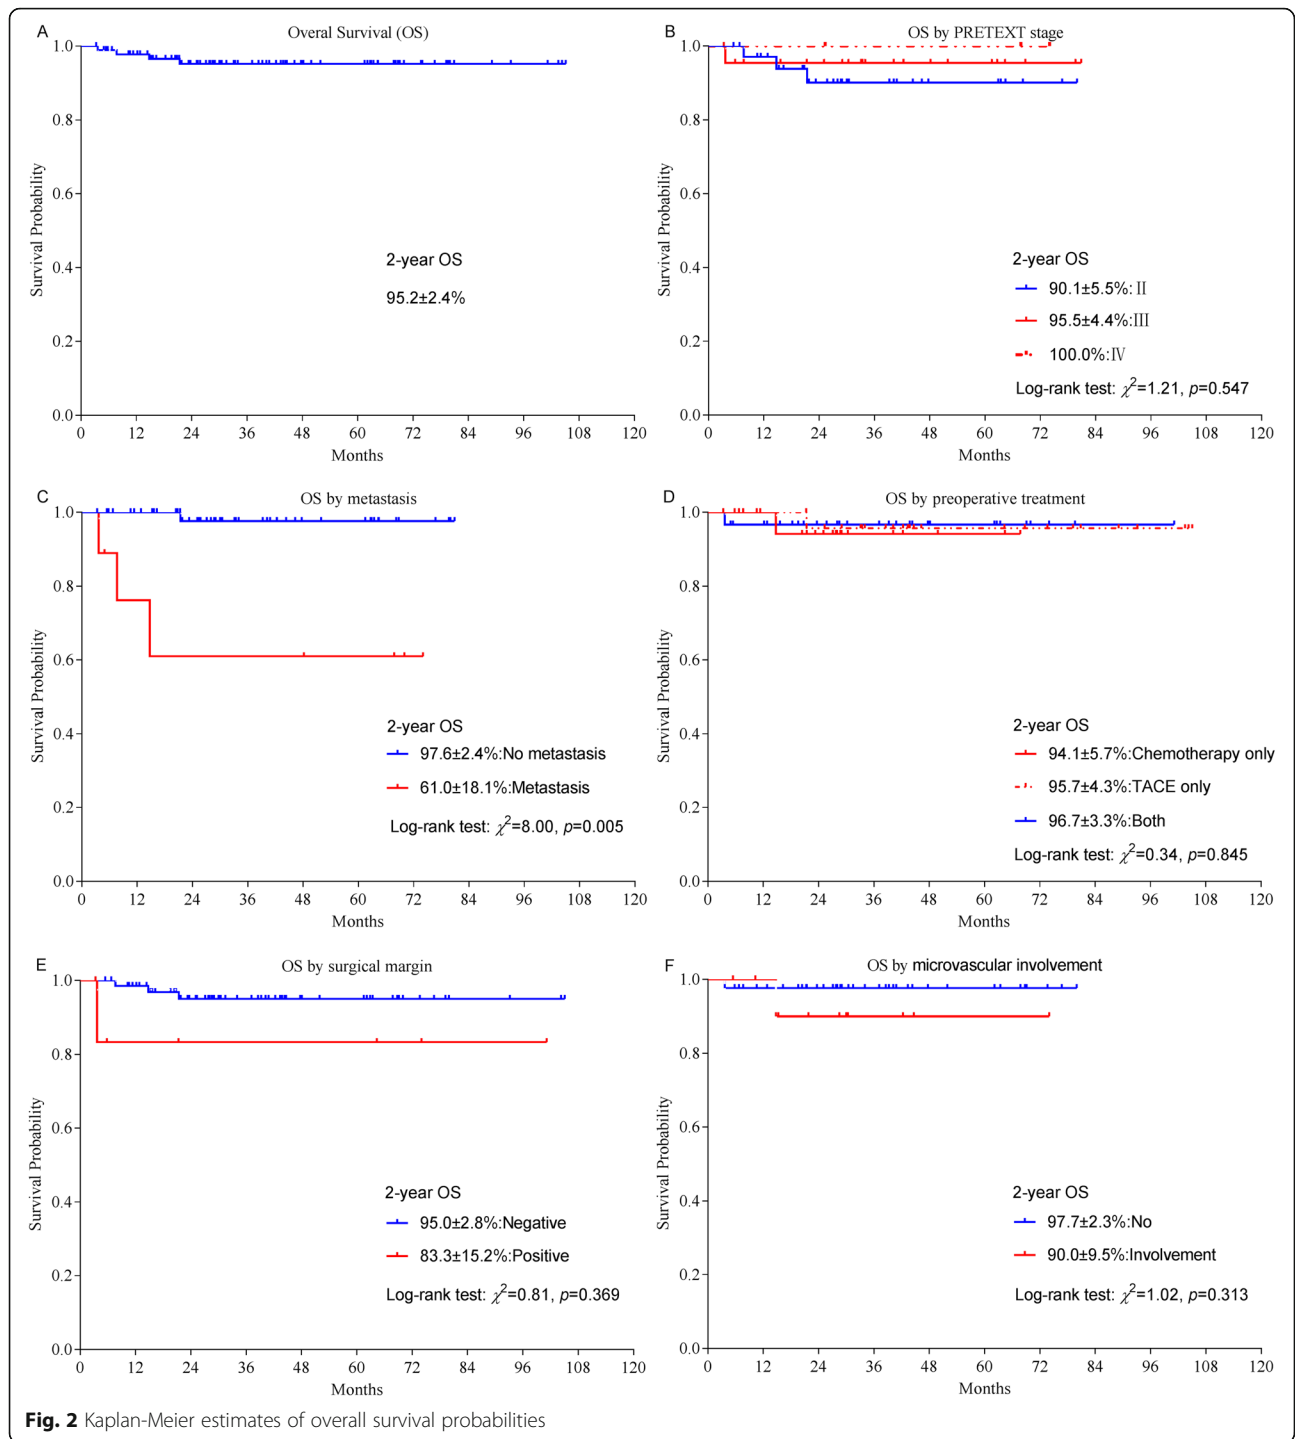 A
Overal Survival (OS)
1.0
0.8
0.6
0.4
0.2
0.0
Survival Probability
2-year OS
95.2±2.4%
0 12 24 36 48 60 72 84 96 108 120
Months
B
OS by PRETEXT stage
1.0
0.8
0.6
0.4
0.2
0.0
Survival Probability
2-year OS
90.1±5.5%:Ⅱ
95.5±4.4%:Ⅲ
100.0%:Ⅳ
Log-rank test: χ2=1.21, p=0.547
0 12 24 36 48 60 72 84 96 108 120
Months
C
OS by metastasis
1.0
0.8
0.6
0.4
0.2
0.0
Survival Probability
2-year OS
97.6±2.4%:No metastasis
61.0±18.1%:Metastasis
Log-rank test: χ2=8.00, p=0.005
0 12 24 36 48 60 72 84 96 108 120
Months
D
OS by preoperative treatment
1.0
0.8
0.6
0.4
0.2
0.0
Survival Probability
2-year OS
94.1±5.7%:Chemotherapy only
95.7±4.3%:TACE only
96.7±3.3%:Both
Log-rank test: χ2=0.34, p=0.845
0 12 24 36 48 60 72 84 96 108 120
Months
E
OS by surgical margin
1.0
0.8
0.6
0.4
0.2
0.0
Survival Probability
2-year OS
95.0±2.8%:Negative
83.3±15.2%:Positive
Log-rank test: χ2=0.81, p=0.369
0 12 24 36 48 60 72 84 96 108 120
Months
F
OS by microvascular involvement
1.0
0.8
0.6
0.4
0.2
0.0
Survival Probability
2-year OS
97.7±2.3%:No
90.0±9.5%:Involvement
Log-rank test: χ2=1.02, p=0.313
0 12 24 36 48 60 72 84 96 108 120
Months
Fig. 2 Kaplan-Meier estimates of overall survival probabilities